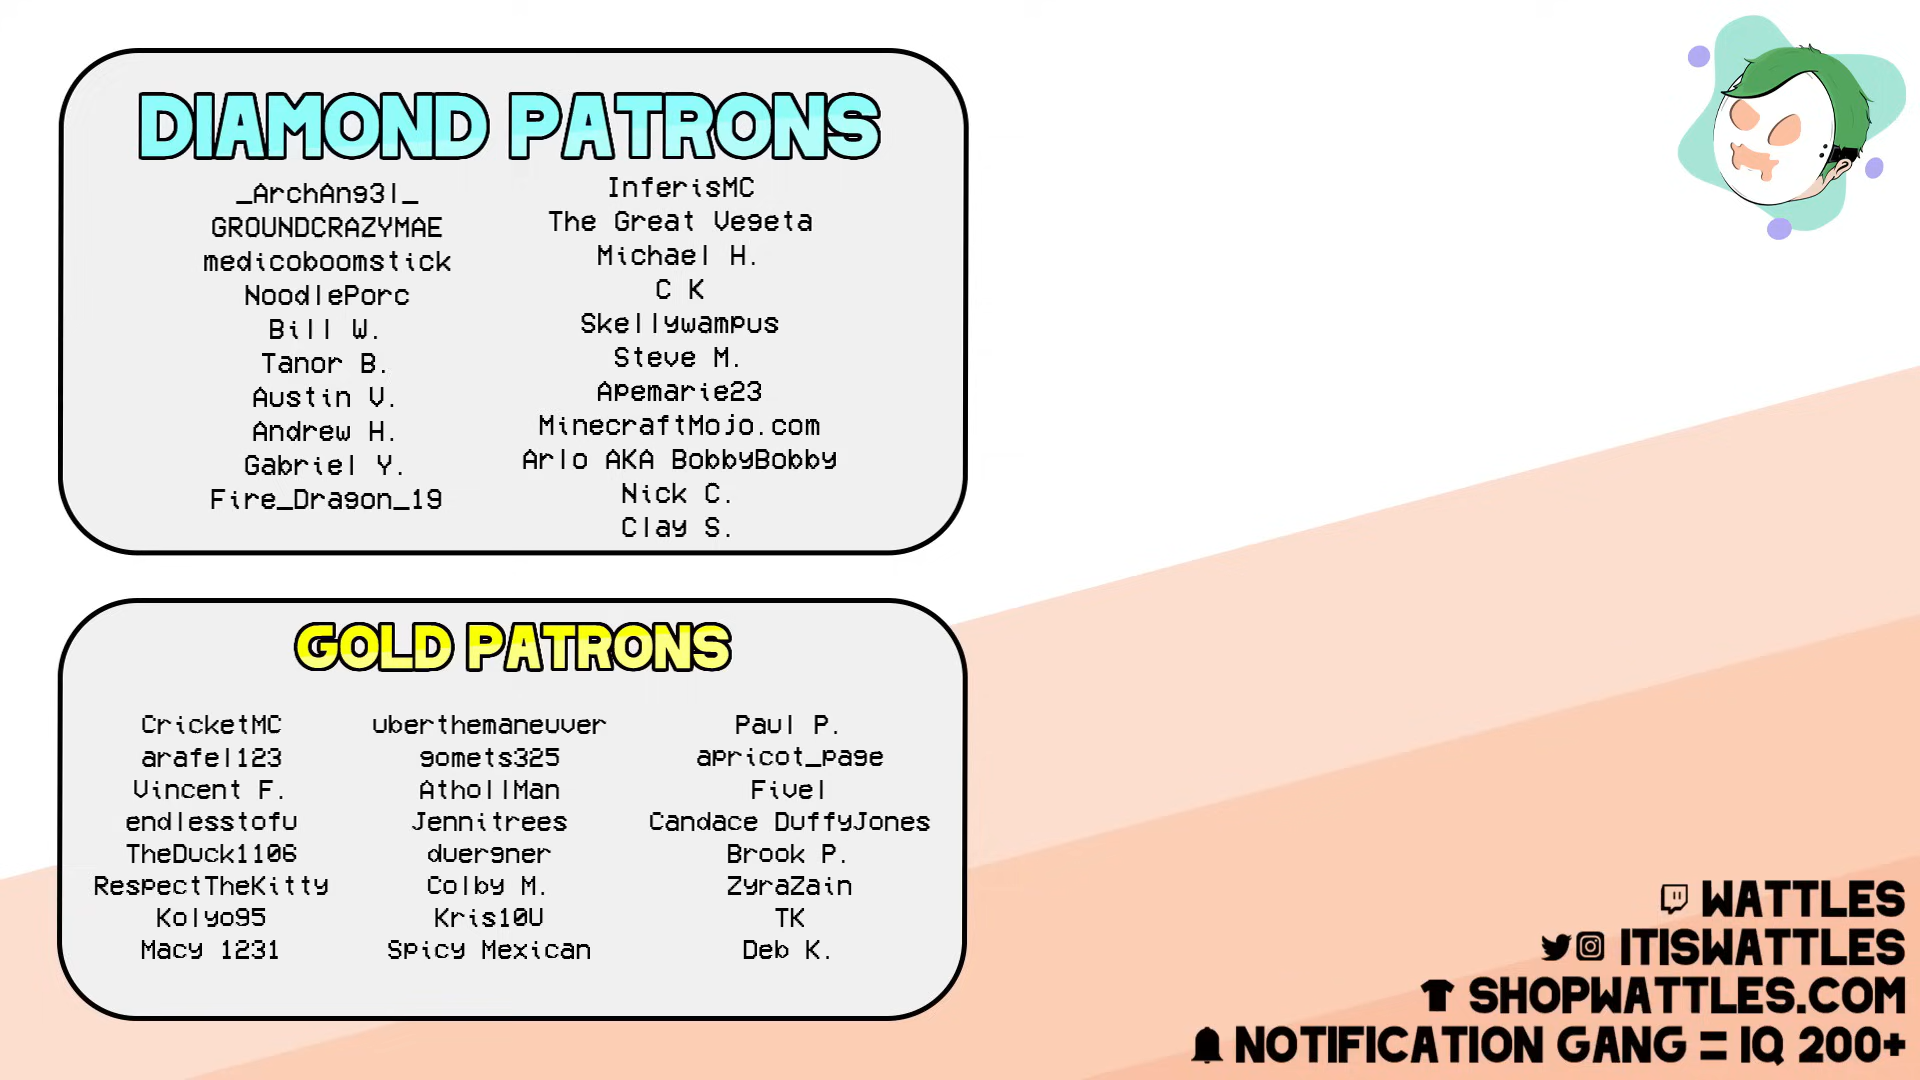 DIAMOND PATRONS
_ArchAng3l_
GROUNDCRAZYMAE
medicoboomstick
NoodlePorc
Bill W.
Tanor B.
Austin V.
Andrew H.
Gabriel Y.
Fire_Dragon_19
InferisMC
The Great Vegeta
Michael H.
C K
Skellywampus
Steve M.
Apemarie23
MinecraftMojo.com
Arlo AKA BobbyBobby
Nick C.
Clay S.
GOLD PATRONS
CricketMC
arafel123
Vincent F.
endlesstofu
TheDuck1106
RespectTheKitty
Kolyo95
Macy 1231
uberthemaneuver
gomets325
AthollMan
Jennitrees
duergner
Colby M.
Kris10U
Spicy Mexican
Paul P.
apricot_page
Fivel
Candace DuffyJones
Brook P.
ZyraZain
TK
Deb K.
WATTLES
ITISWATTLES
SHOPWATTLES.COM
NOTIFICATION GANG = IQ 200+